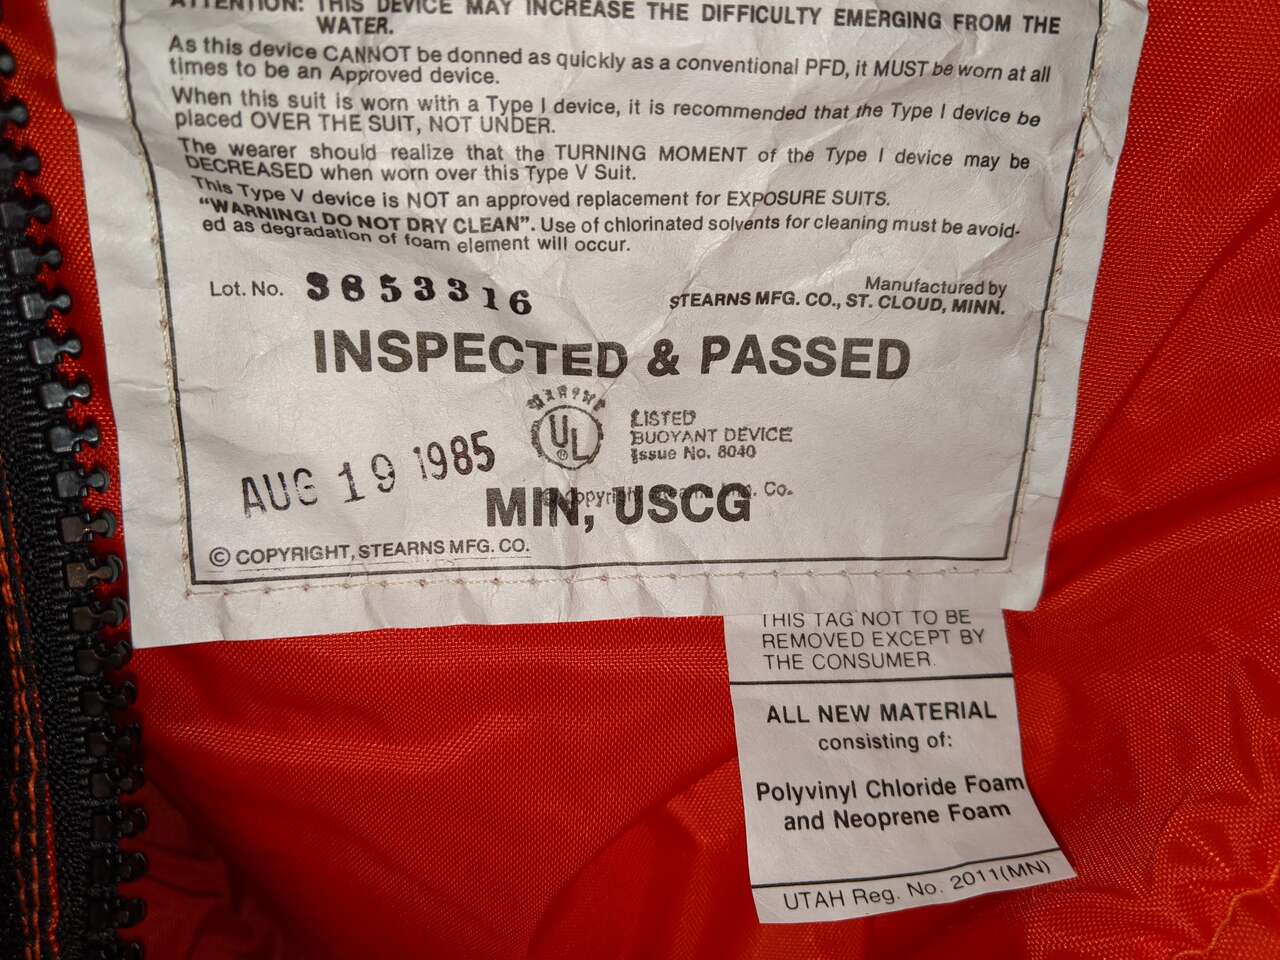 ATTENTION: THIS DEVICE MAY INCREASE THE DIFFICULTY EMERGING FROM THE
WATER.
As this device CANNOT be donned as quickly as a conventional PFD, it MUST be worn at all
times to be an Approved device.
When this suit is worn with a Type I device, it is recommended that the Type I device be
placed OVER THE SUIT, NOT UNDER.
The wearer should realize that the TURNING MOMENT of the Type I device may be
DECREASED when worn over this Type V Suit.
This Type V device is NOT an approved replacement for EXPOSURE SUITS.
"WARNING! DO NOT DRY CLEAN". Use of chlorinated solvents for cleaning must be avoid-
ed as degradation of foam element will occur.
Lot. No. 3853316
Manufactured by
STEARNS MFG. CO., ST. CLOUD, MINN.
INSPECTED & PASSED
MARINE
UL
®
LISTED
BUOYANT DEVICE
Issue No. 8040
AUG 19 1985
© Copyright Co.
MIN, USCG
© COPYRIGHT, STEARNS MFG. CO.
THIS TAG NOT TO BE
REMOVED EXCEPT BY
THE CONSUMER.
ALL NEW MATERIAL
consisting of:
Polyvinyl Chloride Foam
and Neoprene Foam
UTAH Reg. No. 2011(MN)